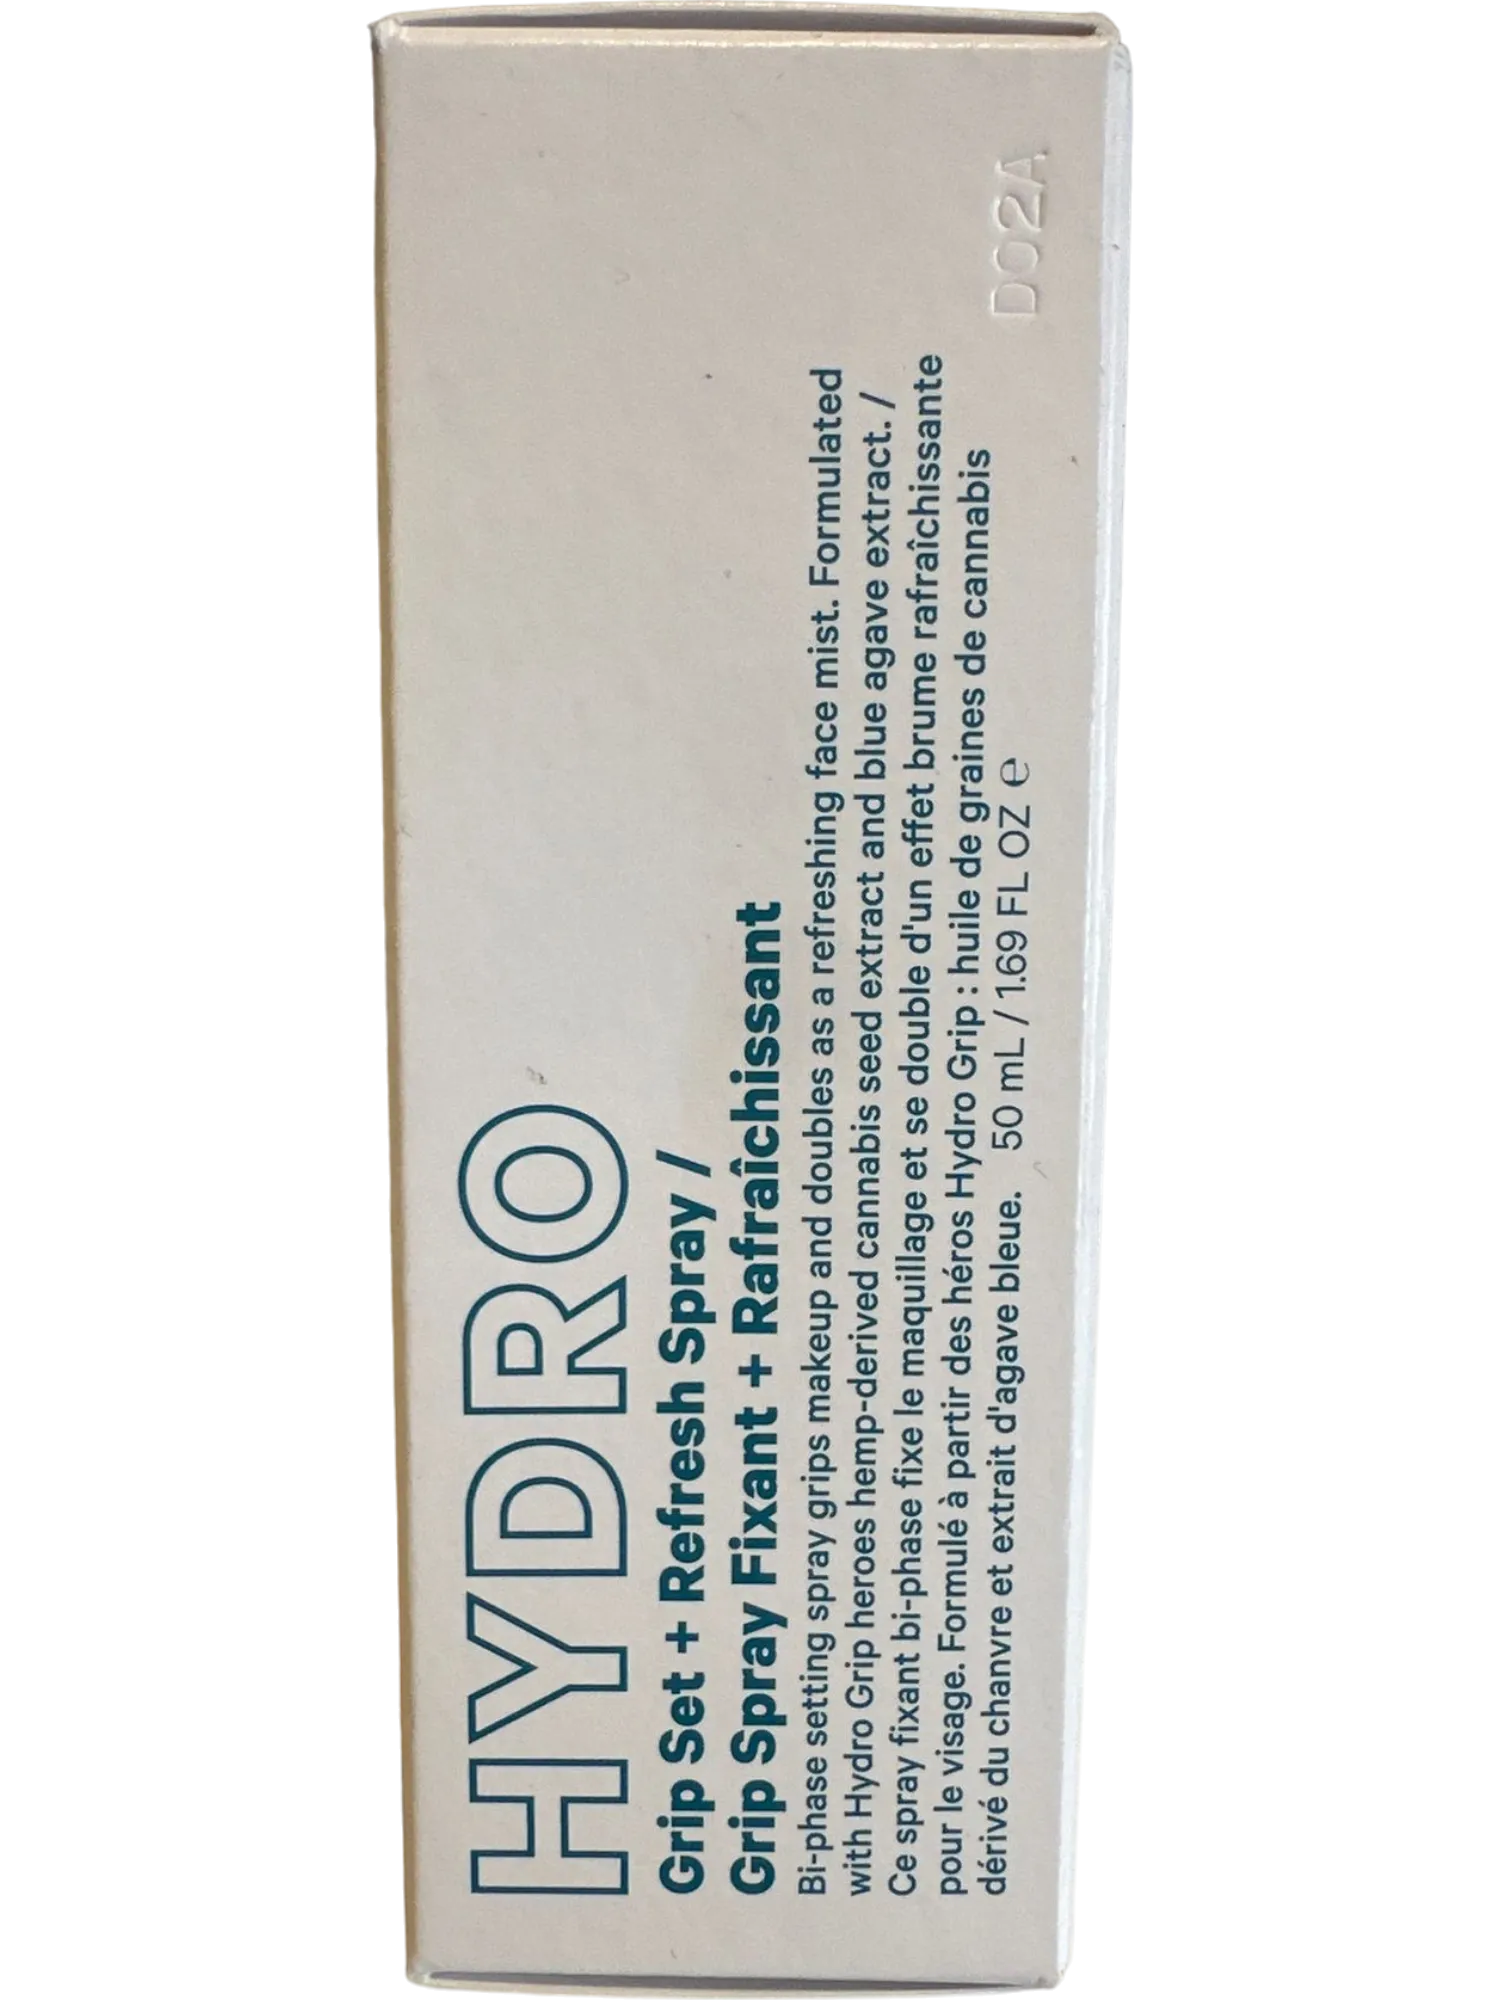 HYDRO
Grip Set + Refresh Spray /
Grip Spray Fixant + Rafraîchissant
Bi-phase setting spray grips makeup and doubles as a refreshing face mist. Formulated
with Hydro Grip heroes hemp-derived cannabis seed extract and blue agave extract. /
Ce spray fixant bi-phase fixe le maquillage et se double d'un effet brume rafraîchissante
pour le visage. Formulé à partir des héros Hydro Grip : huile de graines de cannabis
dérivé du chanvre et extrait d'agave bleue. 50 mL / 1.69 FL OZ ℮
D02A